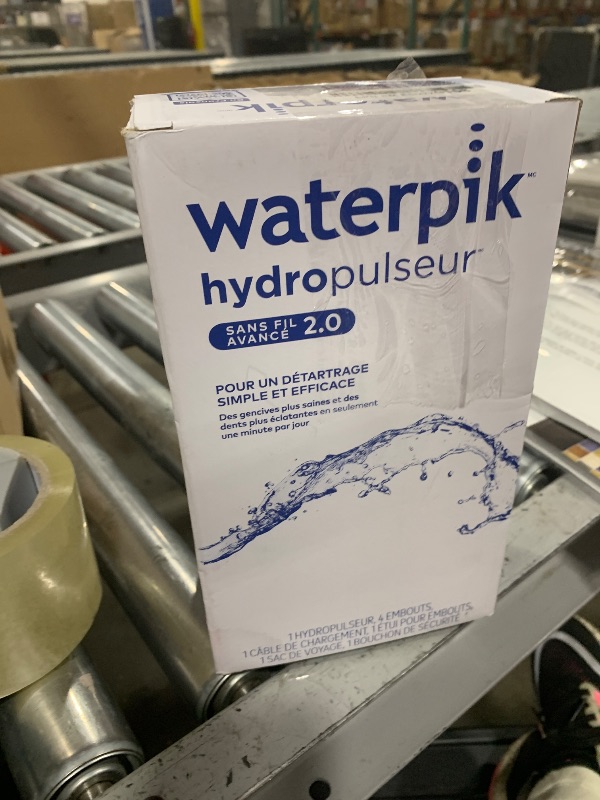 waterpik
waterpik MC
hydropulseur
SANS FIL
AVANCÉ 2.0
POUR UN DÉTARTRAGE
SIMPLE ET EFFICACE
Des gencives plus saines et des
dents plus éclatantes en seulement
une minute par jour
1 HYDROPULSEUR, 4 EMBOUTS,
1 CÂBLE DE CHARGEMENT, 1 ÉTUI POUR EMBOUTS,
1 SAC DE VOYAGE, 1 BOUCHON DE SÉCURITÉ